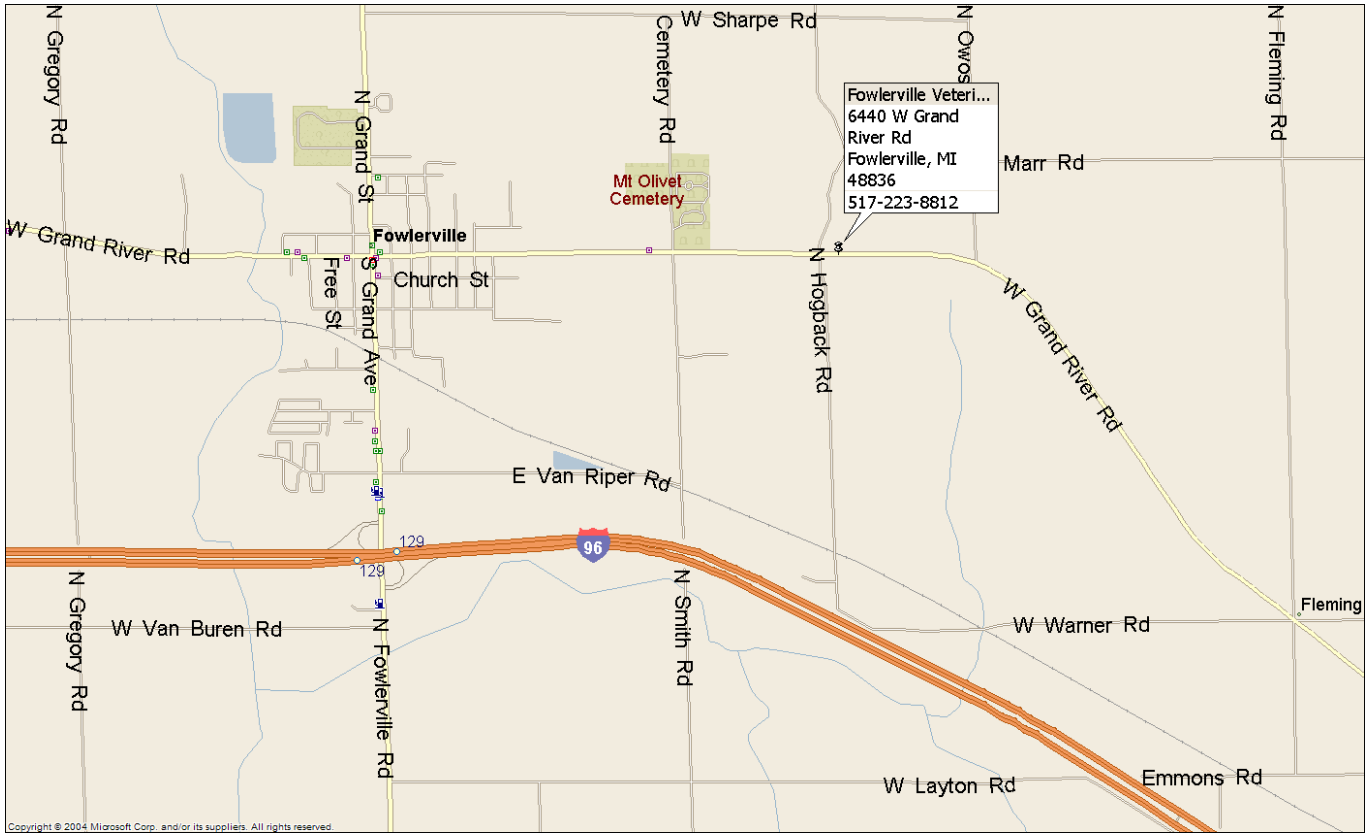 N Gregory Rd
N Grand St
Cemetery Rd
W Sharpe Rd
N Owos
N Fleming Rd
Fowlerville Veteri...
6440 W Grand
River Rd
Fowlerville, MI
48836
517-223-8812
Marr Rd
Mt Olivet
Cemetery
W Grand River Rd
Fowlerville
Free St
S Grand Ave
Church St
N Hogback Rd
W Grand River Rd
E Van Riper Rd
129
129
96
N Gregory Rd
W Van Buren Rd
N Fowlerville Rd
N Smith Rd
W Warner Rd
Fleming
W Layton Rd
Emmons Rd
Copyright © 2004 Microsoft Corp. and/or its suppliers. All rights reserved.